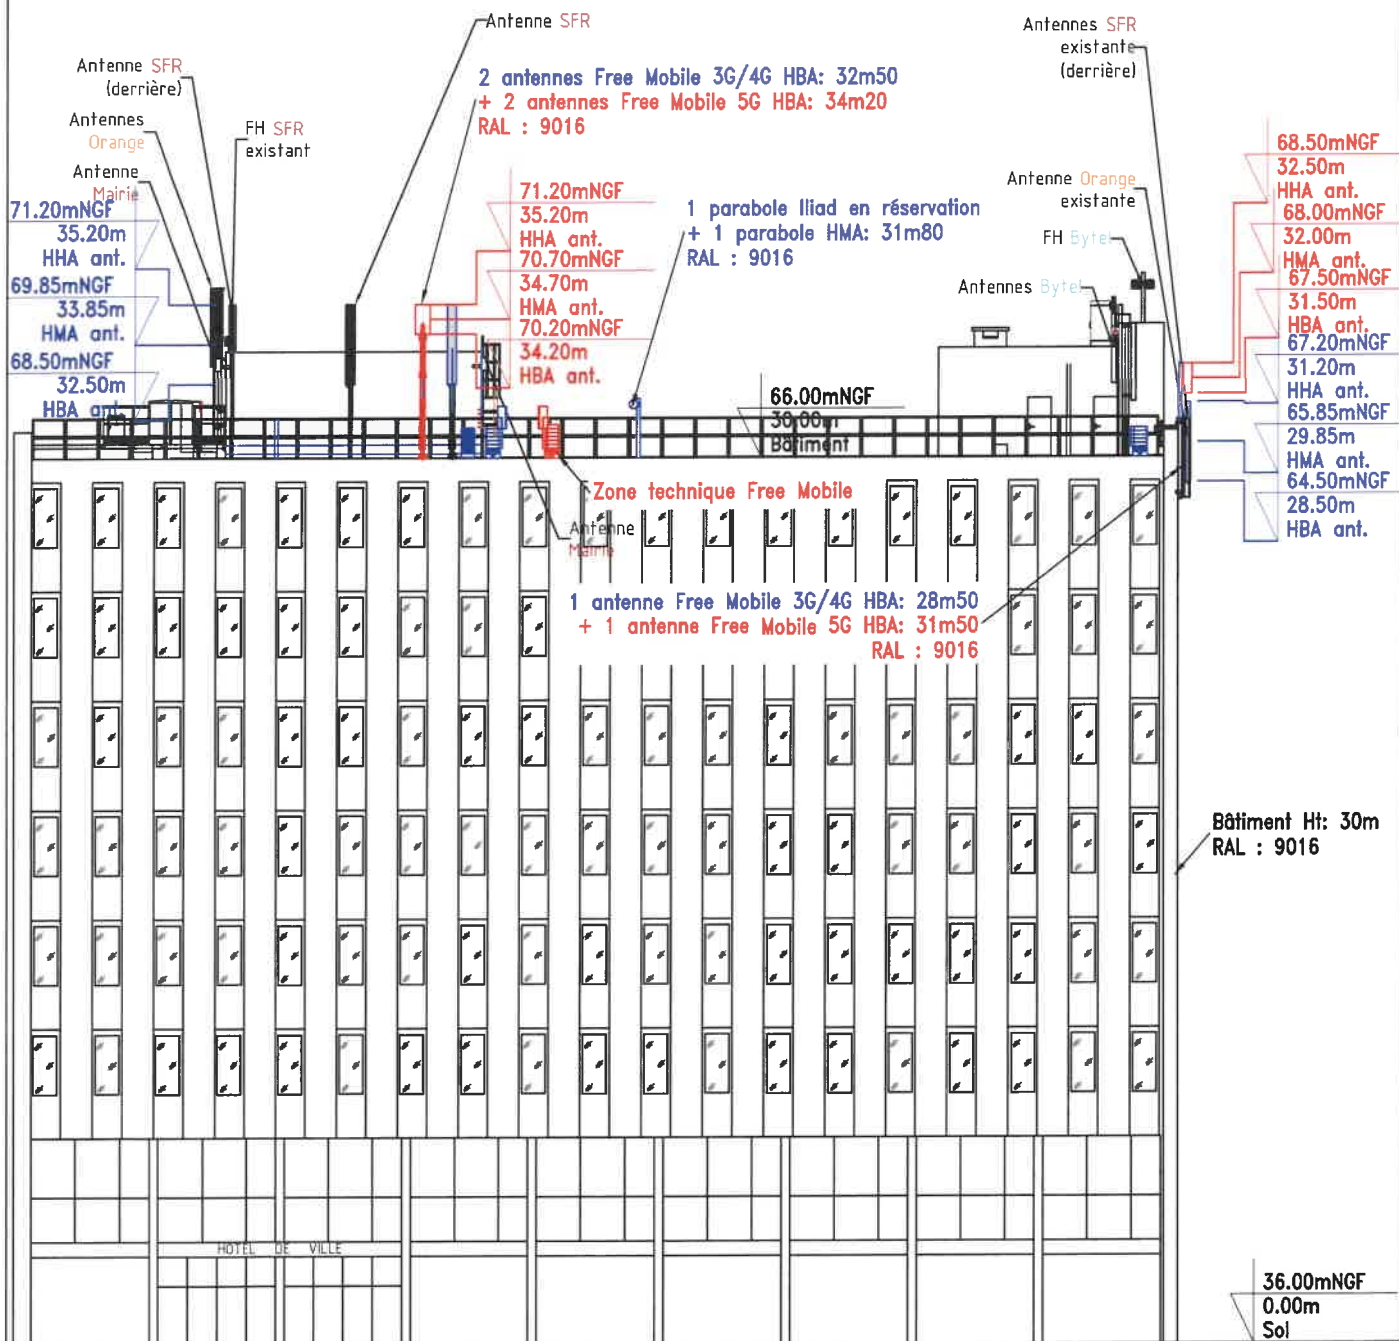 Antenne SFR
Antennes SFR
existante
(derrière)
Antenne SFR
(derrière)
2 antennes Free Mobile 3G/4G HBA: 32m50
+ 2 antennes Free Mobile 5G HBA: 34m20
RAL : 9016
Antennes
Orange
FH SFR
existant
Antenne
Mairie
71.20mNGF
35.20m
HHA ant.
69.85mNGF
33.85m
HMA ant.
68.50mNGF
32.50m
HBA ant.
71.20mNGF
35.20m
HHA ant.
70.70mNGF
34.70m
HMA ant.
70.20mNGF
34.20m
HBA ant.
1 parabole Iliad en réservation
+ 1 parabole HMA: 31m80
RAL : 9016
Antenne Orange
existante
FH Bytel
Antennes Bytel
68.50mNGF
32.50m
HHA ant.
68.00mNGF
32.00m
HMA ant.
67.50mNGF
31.50m
HBA ant.
67.20mNGF
31.20m
HHA ant.
65.85mNGF
29.85m
HMA ant.
64.50mNGF
28.50m
HBA ant.
66.00mNGF
30.00m
Bâtiment
Zone technique Free Mobile
Antenne
Mairie
1 antenne Free Mobile 3G/4G HBA: 28m50
+ 1 antenne Free Mobile 5G HBA: 31m50
RAL : 9016
Bâtiment Ht: 30m
RAL : 9016
HOTEL DE VILLE
36.00mNGF
0.00m
Sol